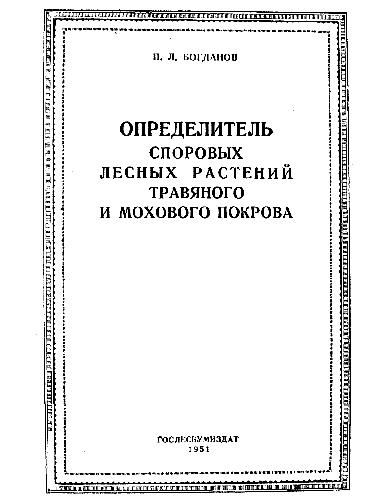 П. Л. БОГДАНОВ
ОПРЕДЕЛИТЕЛЬ
СПОРОВЫХ
ЛЕСНЫХ РАСТЕНИЙ
ТРАВЯНОГО
И МОХОВОГО ПОКРОВА
ГОСЛЕСБУМИЗДАТ
1951